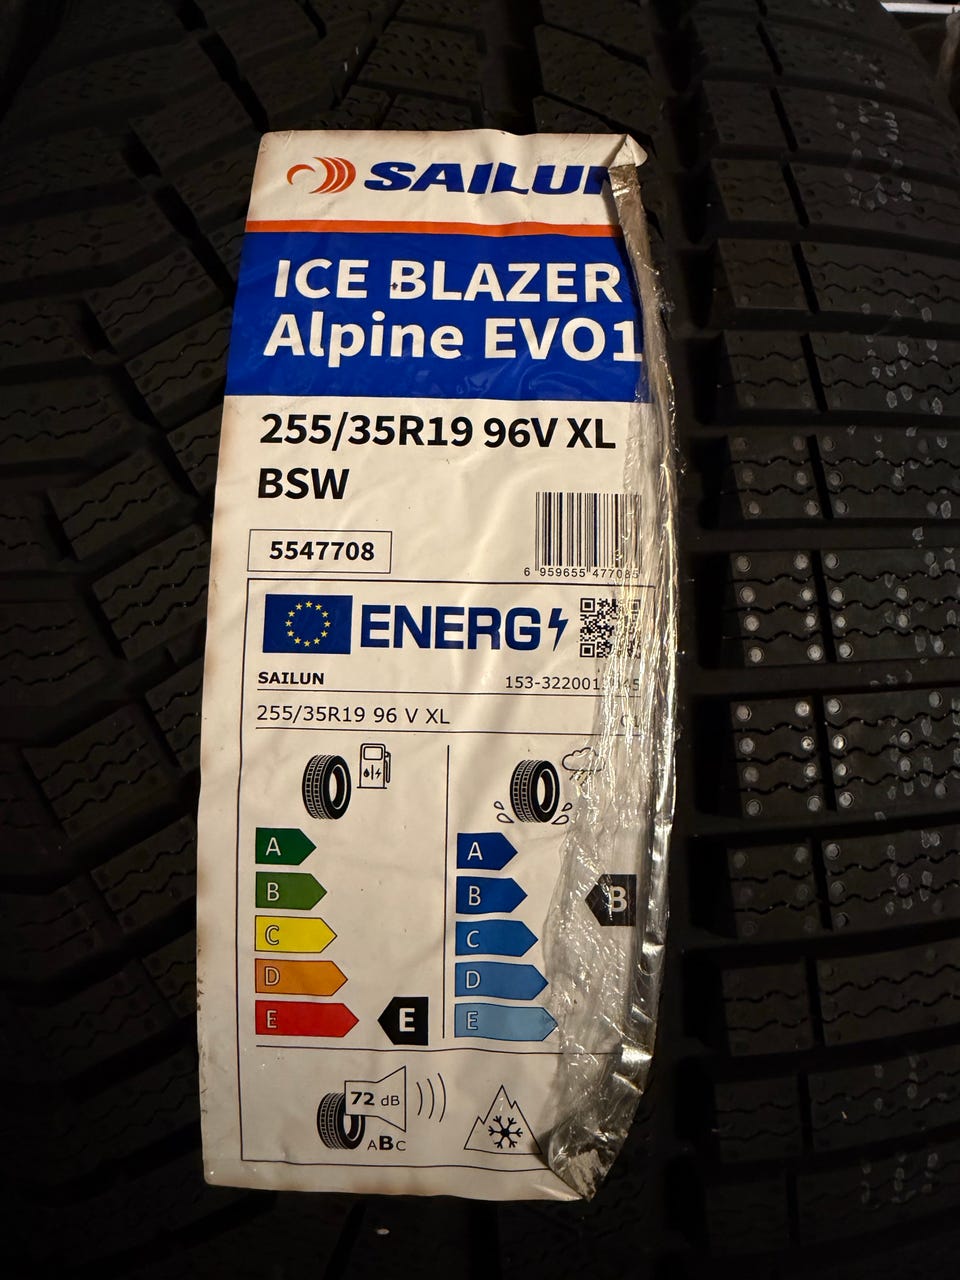 SAILUN
ICE BLAZER
Alpine EVO1
255/35R19 96V XL
BSW
5547708
6 959655 477085
ENERG
SAILUN
255/35R19 96 V XL
C1
A
B
C
D
E
E
A
B
C
D
E
B
72 dB
ABC